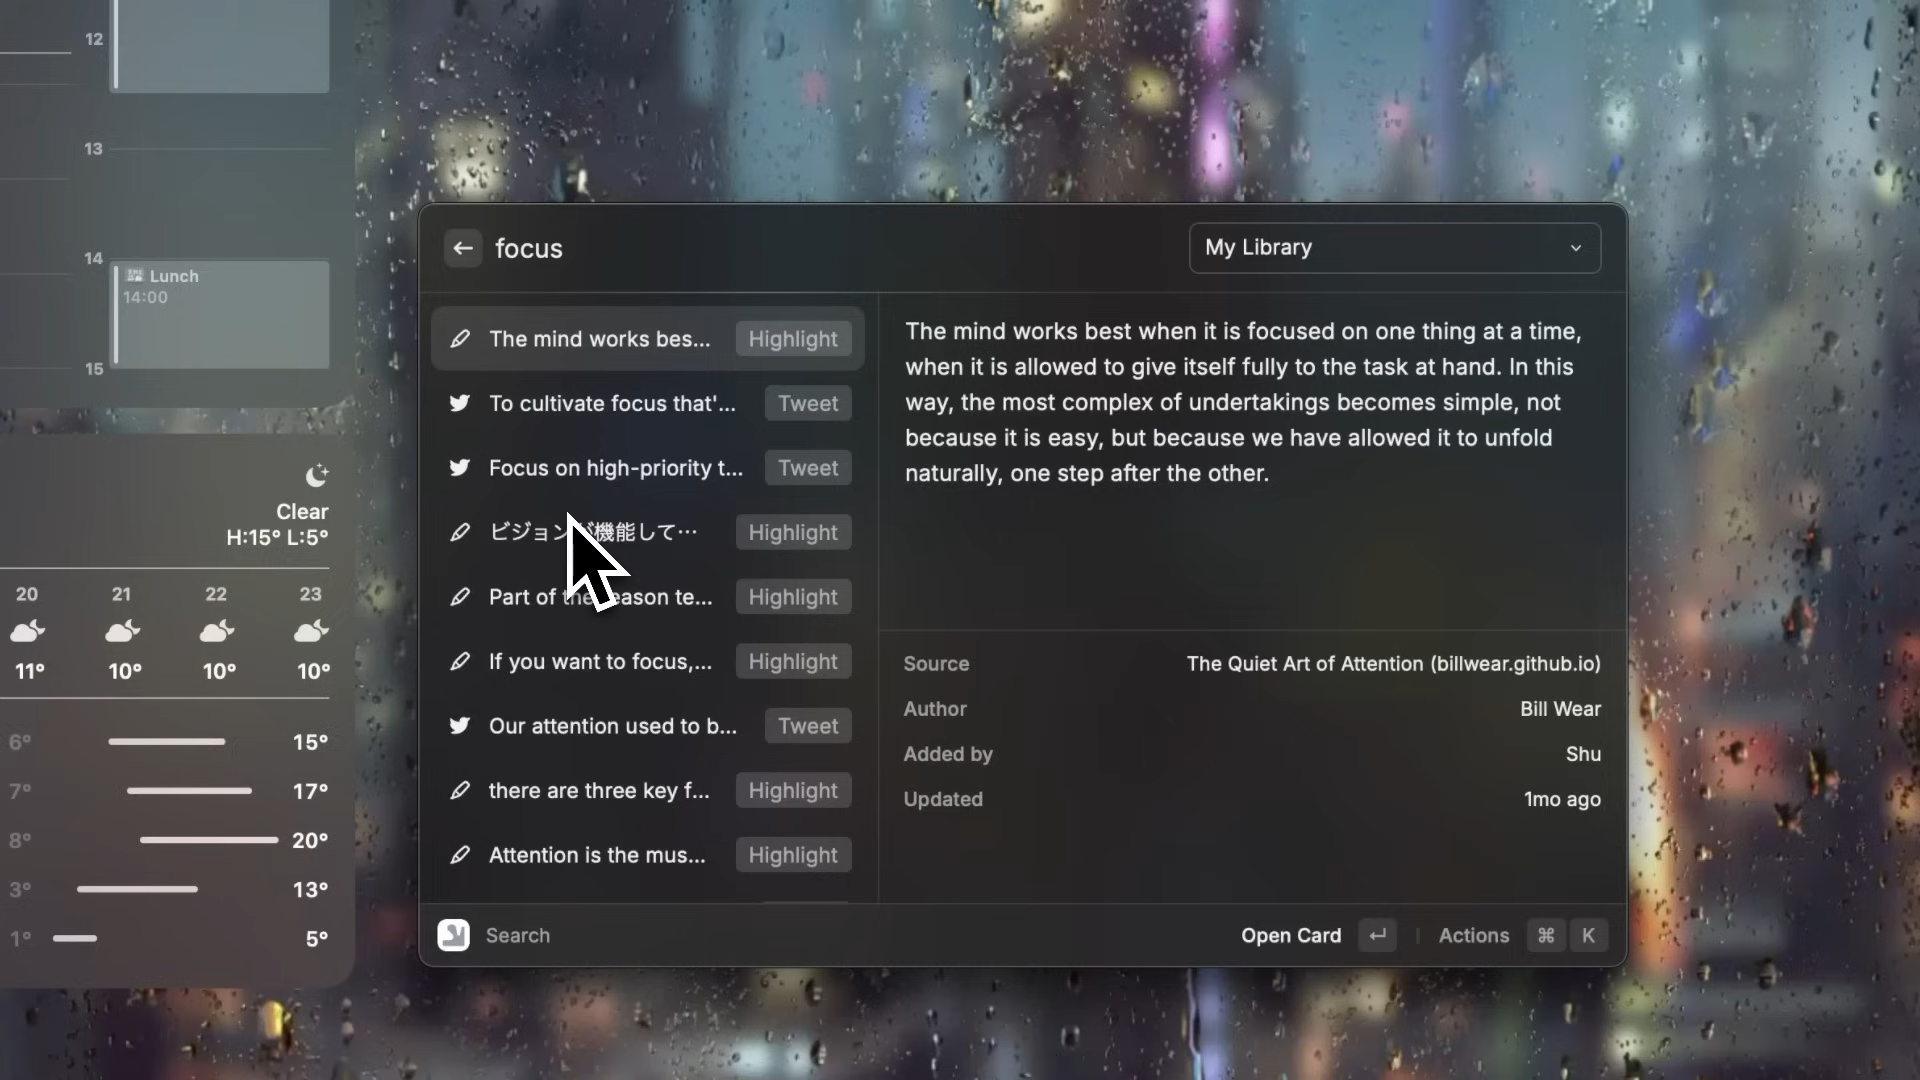 12
13
14
Lunch
14:00
15
Clear
H:15° L:5°
20 21 22 23
11° 10° 10° 10°
6° 15°
7° 17°
8° 20°
3° 13°
1° 5°
focus
My Library
The mind works bes... Highlight
To cultivate focus that'... Tweet
Focus on high-priority t... Tweet
機能して… Highlight
Part of Highlight
If you want to focus,... Highlight
Our attention used to b... Tweet
there are three key f... Highlight
Attention is the mus... Highlight
The mind works best when it is focused on one thing at a time,
when it is allowed to give itself fully to the task at hand. In this
way, the most complex of undertakings becomes simple, not
because it is easy, but because we have allowed it to unfold
naturally, one step after the other.
Source The Quiet Art of Attention (billwear.github.io)
Author Bill Wear
Added by Shu
Updated 1mo ago
Search
Open Card ↵ Actions ⌘ K